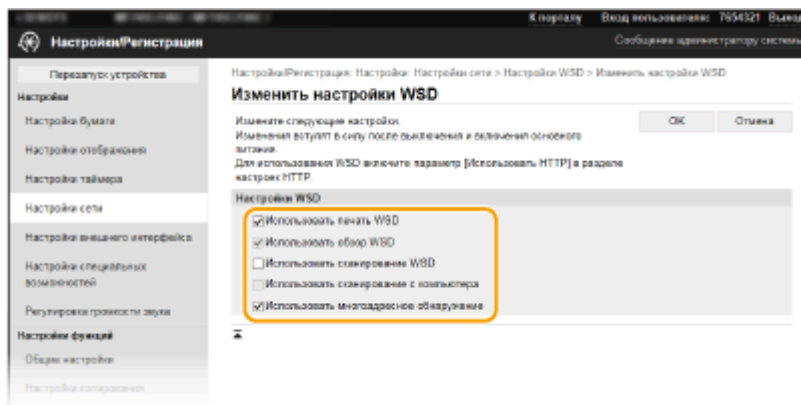 К порталу Вход пользователя: 7654321 Выход
Настройки/Регистрация
Сообщение администратору системы
Перезапуск устройства
Настройки
Настройки бумаги
Настройки отображения
Настройки таймера
Настройки сети
Настройки внешнего интерфейса
Настройки специальных
возможностей
Регулировка громкости звука
Настройки функций
Общие настройки
Настройки копирования
Настройки/Регистрация: Настройки: Настройки сети > Настройки WSD > Изменить настройки WSD
Изменить настройки WSD
Измените следующие настройки.
Изменения вступят в силу после выключения и включения основного
питания.
Для использования WSD включите параметр [Использовать HTTP] в разделе
настроек HTTP.
OK Отмена
Настройки WSD
Использовать печать WSD
Использовать обзор WSD
Использовать сканирование WSD
Использовать сканирование с компьютера
Использовать многоадресное обнаружение